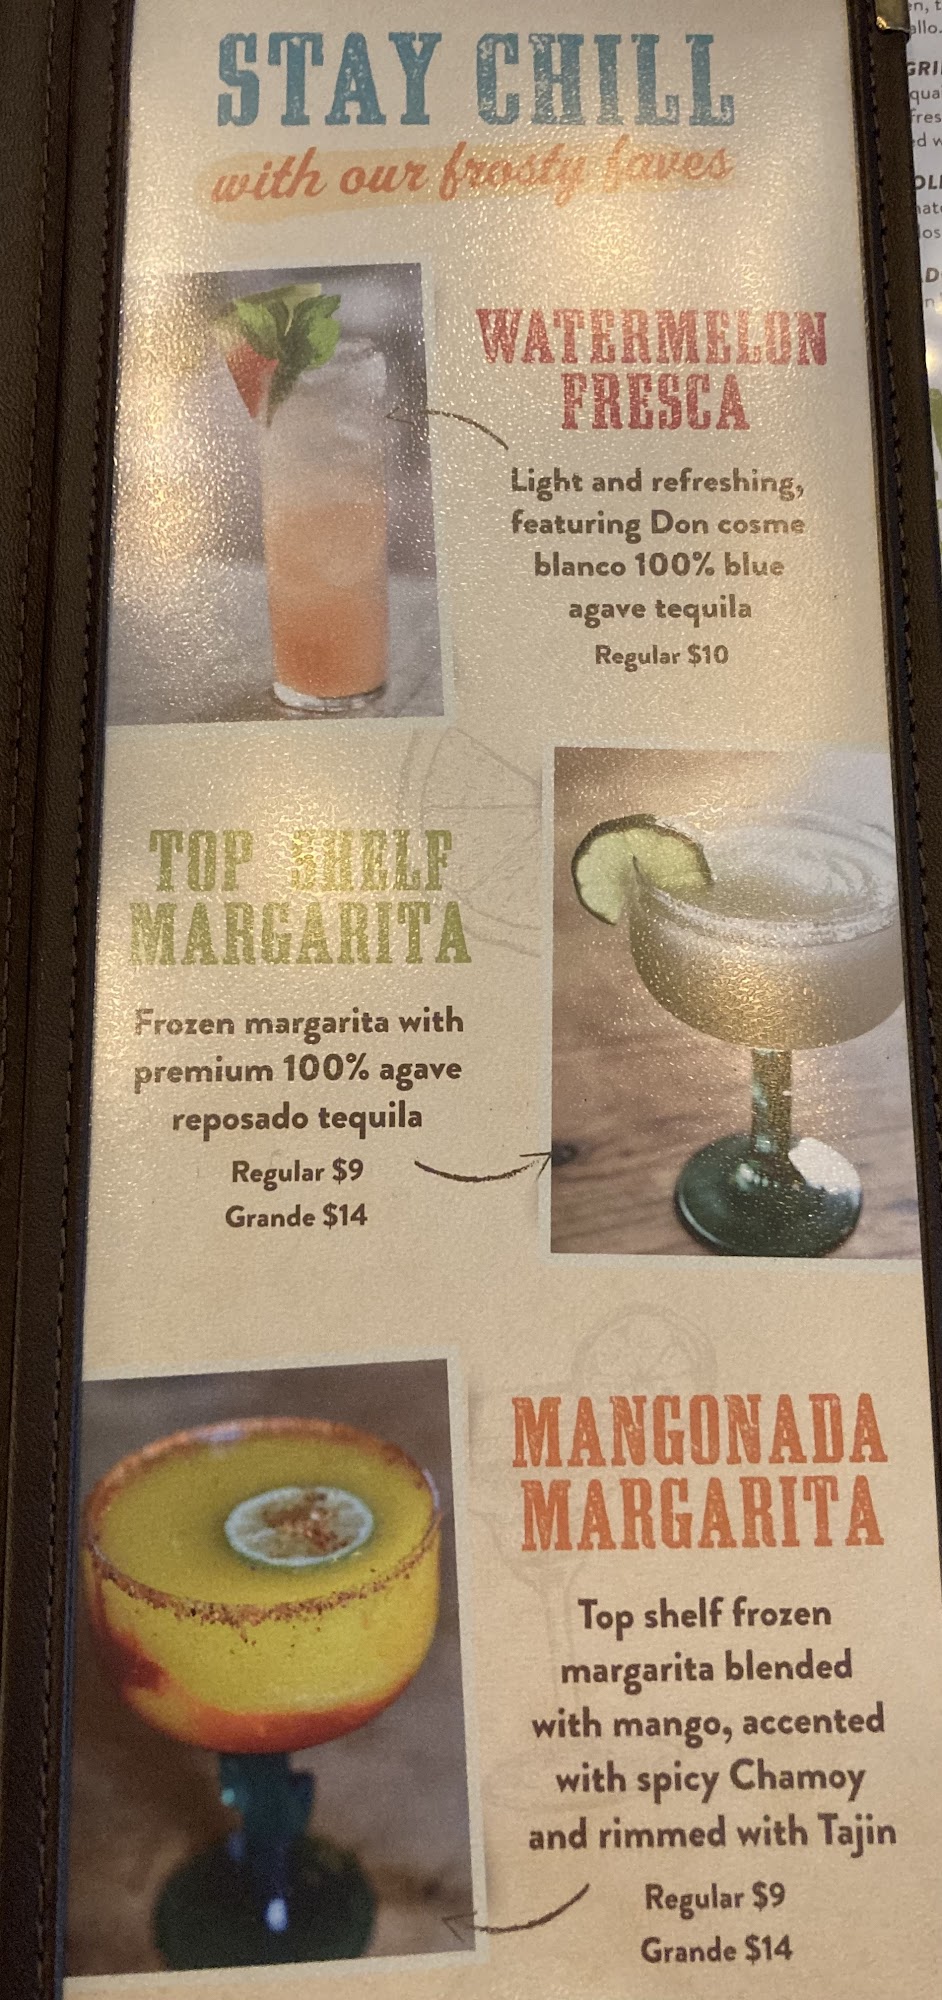 STAY CHILL
with our frosty faves
WATERMELON
FRESCA
Light and refreshing,
featuring Don cosme
blanco 100% blue
agave tequila
Regular $10
TOP SHELF
MARGARITA
Frozen margarita with
premium 100% agave
reposado tequila
Regular $9
Grande $14
MANGONADA
MARGARITA
Top shelf frozen
margarita blended
with mango, accented
with spicy Chamoy
and rimmed with Tajin
Regular $9
Grande $14